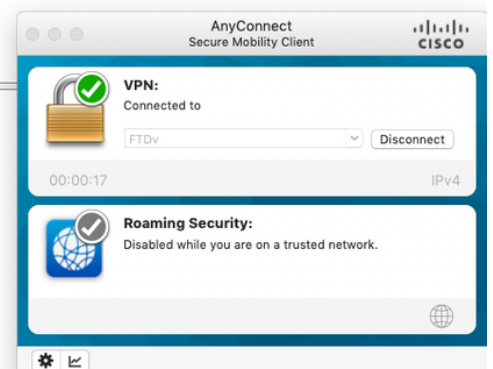 AnyConnect
Secure Mobility Client
CISCO
VPN:
Connected to
FTDv
Disconnect
00:00:17
IPv4
Roaming Security:
Disabled while you are on a trusted network.